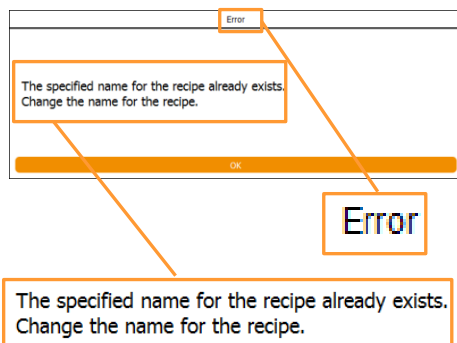 Error
The specified name for the recipe already exists.
Change the name for the recipe.
OK
Error
The specified name for the recipe already exists.
Change the name for the recipe.